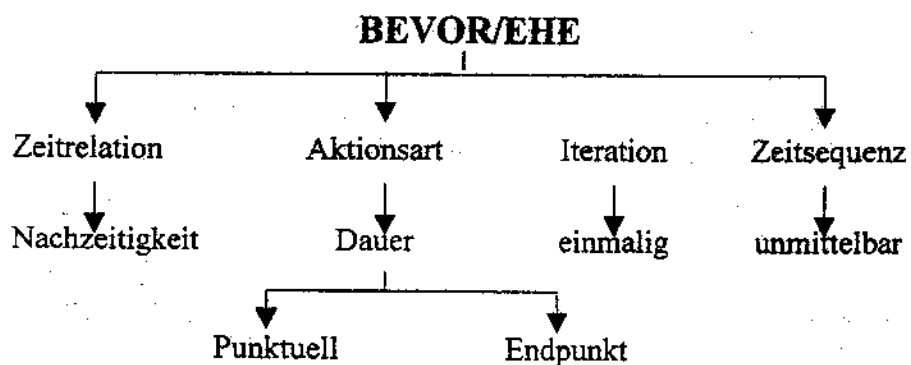 BEVOR/EHE
Zeitrelation Aktionsart Iteration Zeitsequenz
Nachzeitigkeit Dauer einmalig unmittelbar
Punktuell Endpunkt